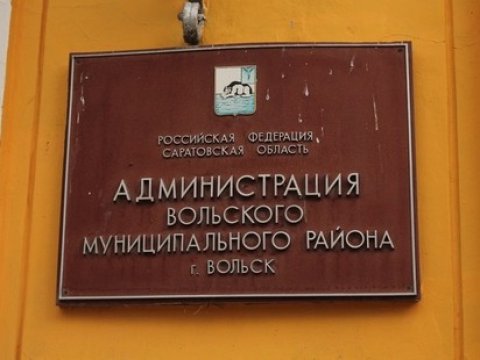 РОССИЙСКАЯ ФЕДЕРАЦИЯ
САРАТОВСКАЯ ОБЛАСТЬ
АДМИНИСТРАЦИЯ
ВОЛЬСКОГО
МУНИЦИПАЛЬНОГО РАЙОНА
г. ВОЛЬСК